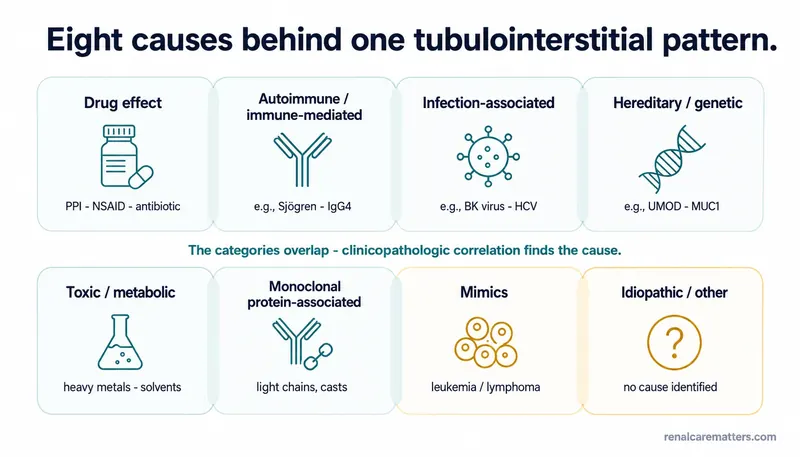 Eight causes behind one tubulointerstitial pattern.
Drug effect
PPI - NSAID - antibiotic
Autoimmune /
immune-mediated
e.g., Sjögren - IgG4
Infection-associated
e.g., BK virus - HCV
Hereditary / genetic
e.g., UMOD - MUC1
The categories overlap - clinicopathologic correlation finds the cause.
Toxic / metabolic
heavy metals - solvents
Monoclonal
protein-associated
light chains, casts
Mimics
leukemia / lymphoma
Idiopathic / other
?
no cause identified
renalcarematters.com